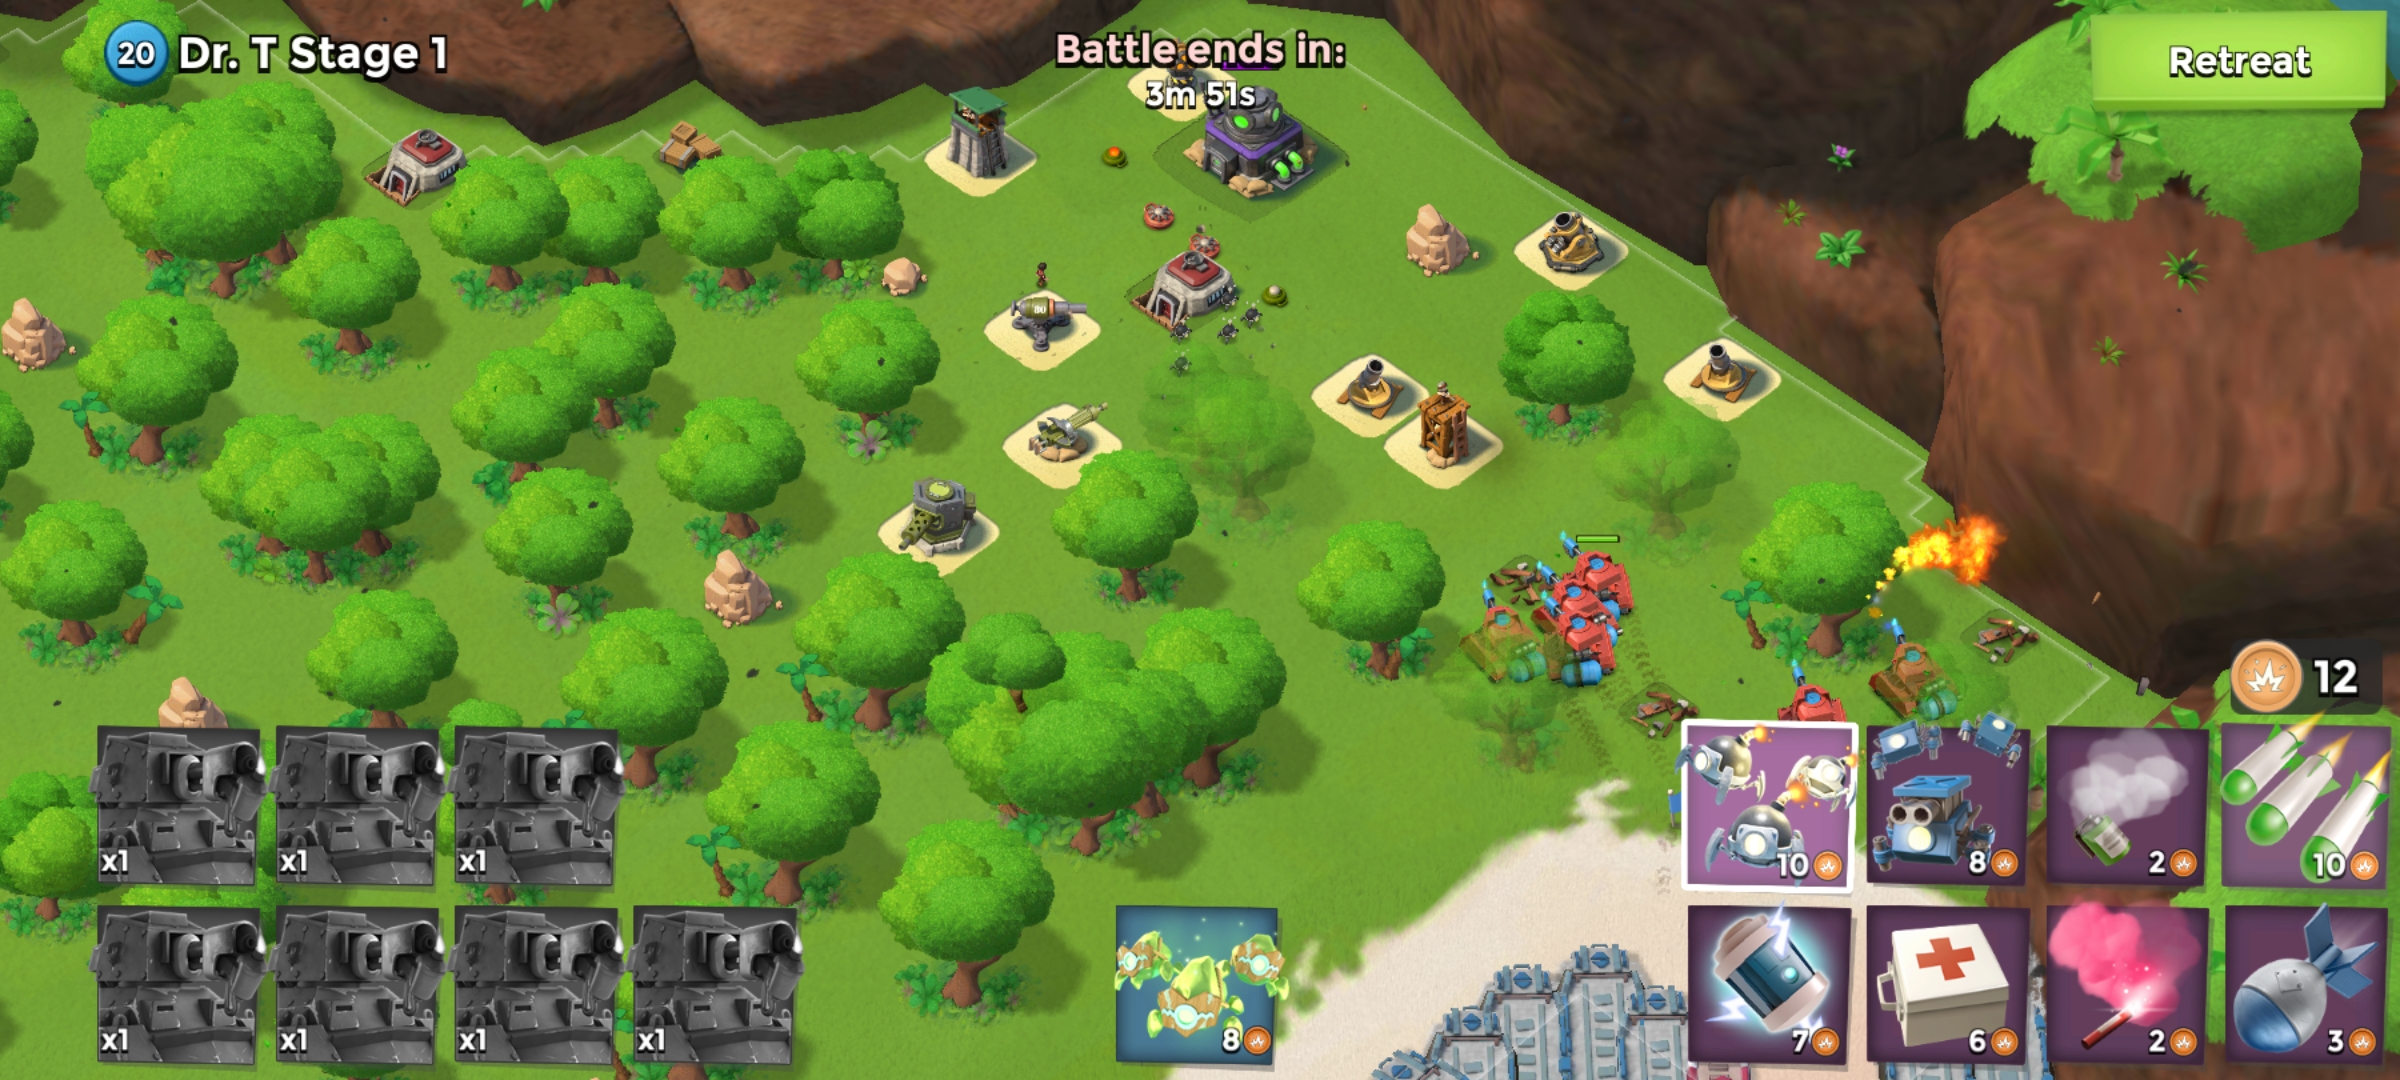 20 Dr. T Stage 1
Battle ends in:
3m 51s
Retreat
80
12
x1 x1 x1
10 8 2 10
x1 x1 x1 x1
8
7 6 2 3